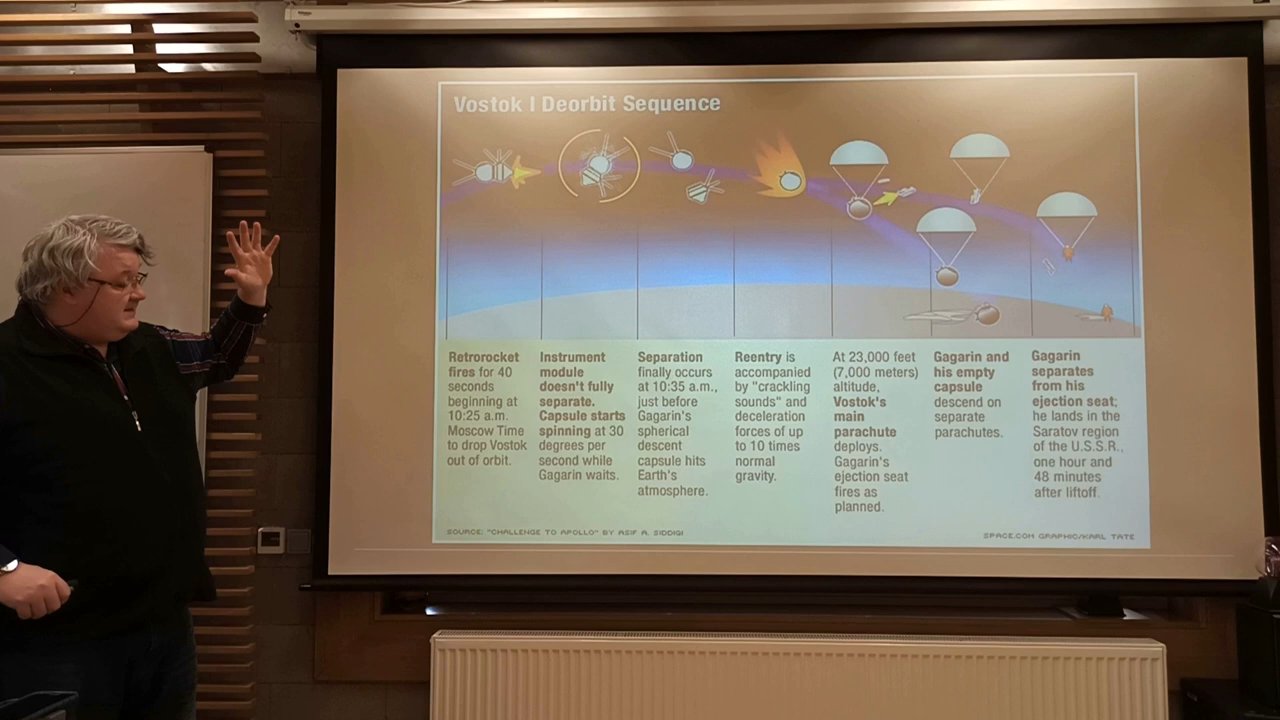 Vostok I Deorbit Sequence
Retrorocket
fires for 40
seconds
beginning at
10:25 a.m.
Moscow Time
to drop Vostok
out of orbit.
Instrument
module
doesn't fully
separate.
Capsule starts
spinning at 30
degrees per
second while
Gagarin waits.
Separation
finally occurs
at 10:35 a.m.,
just before
Gagarin's
spherical
descent
capsule hits
Earth's
atmosphere.
Reentry is
accompanied
by "crackling
sounds" and
deceleration
forces of up
to 10 times
normal
gravity.
At 23,000 feet
(7,000 meters)
altitude,
Vostok's
main
parachute
deploys.
Gagarin's
ejection seat
fires as
planned.
Gagarin and
his empty
capsule
descend on
separate
parachutes.
Gagarin
separates
from his
ejection seat;
he lands in the
Saratov region
of the U.S.S.R.,
one hour and
48 minutes
after liftoff.
SOURCE: "CHALLENGE TO APOLLO" BY ASIF A. SIDDIQI
SPACE.COM GRAPHIC/KARL TATE